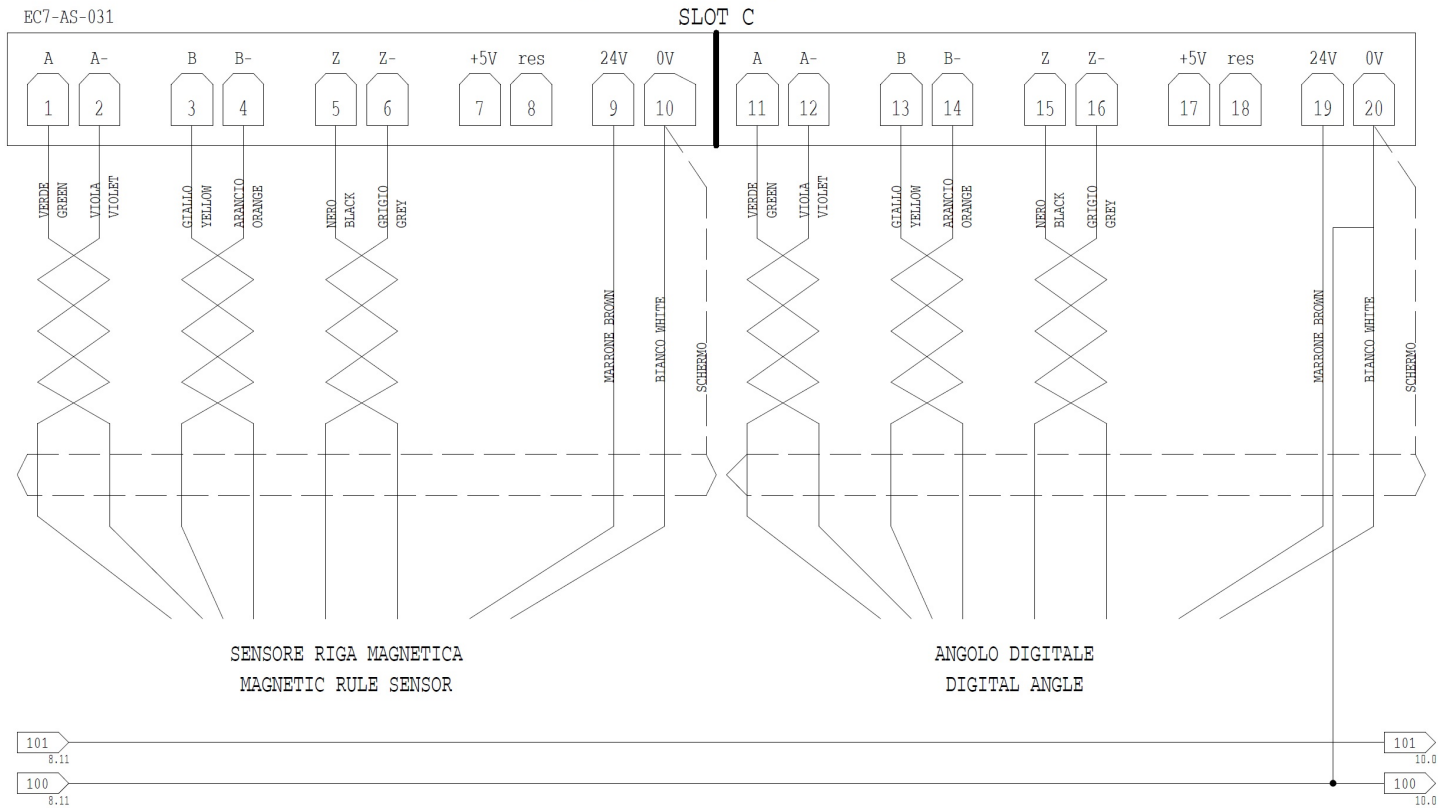 EC7-AS-031
SLOT C
A A- B B- Z Z- +5V res 24V 0V A A- B B- Z Z- +5V res 24V 0V
1 2 3 4 5 6 7 8 9 10 11 12 13 14 15 16 17 18 19 20
VERDE
GREEN
VIOLA
VIOLET
GIALLO
YELLOW
ARANCIO
ORANGE
NERO
BLACK
GRIGIO
GREY
MARRONE BROWN
BIANCO WHITE
SCHERMO
VERDE
GREEN
VIOLA
VIOLET
GIALLO
YELLOW
ARANCIO
ORANGE
NERO
BLACK
GRIGIO
GREY
MARRONE BROWN
BIANCO WHITE
SCHERMO
SENSORE RIGA MAGNETICA
MAGNETIC RULE SENSOR
ANGOLO DIGITALE
DIGITAL ANGLE
101 101
8.11 10.0
100 100
8.11 10.0